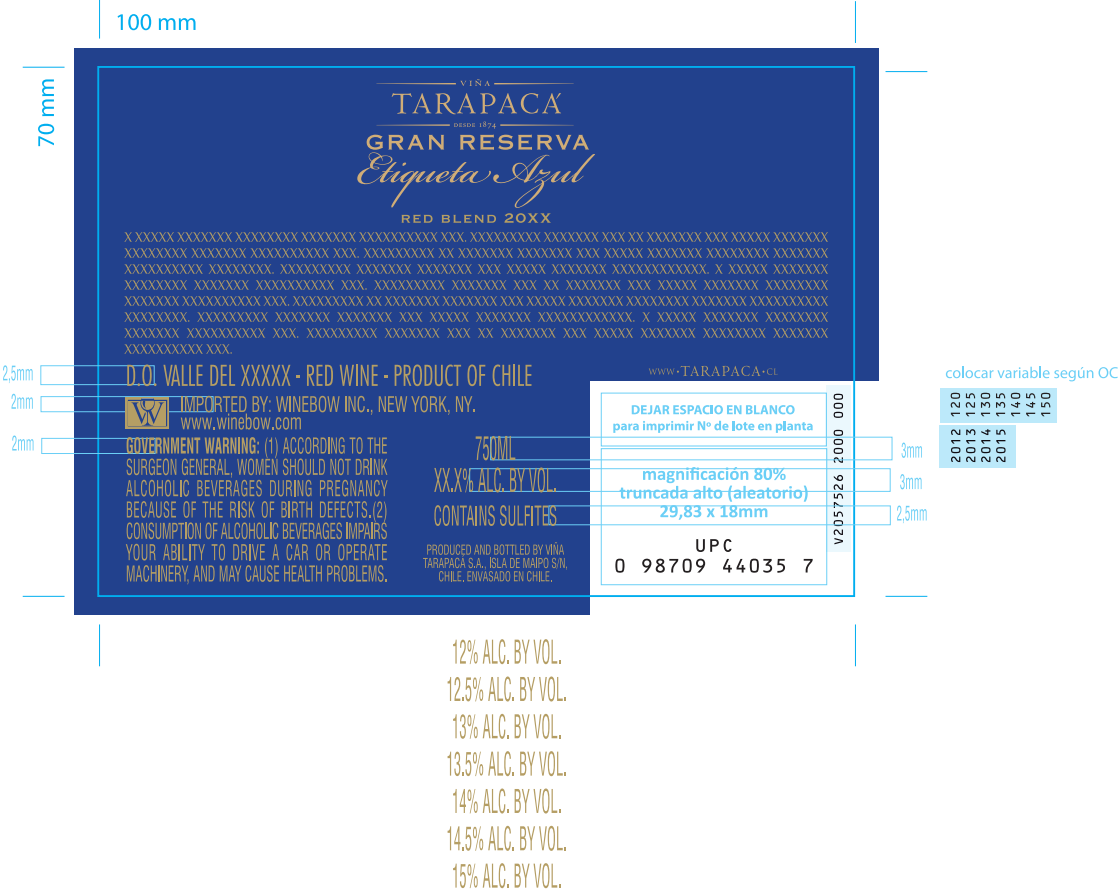 100 mm
70 mm
VIÑA
TARAPACÁ
DESDE 1874
GRAN RESERVA
Etiqueta Azul
RED BLEND 20XX
X XXXXX XXXXXXX XXXXXXXX XXXXXXX XXXXXXXXXX XXX. XXXXXXXXX XXXXXXX XXX XX XXXXXXX XXX XXXXX XXXXXXX
XXXXXXXX XXXXXXX XXXXXXXXXX XXX. XXXXXXXXX XX XXXXXXX XXXXXXX XXX XXXXX XXXXXXX XXXXXXXX XXXXXXX
XXXXXXXXXX XXXXXXXX. XXXXXXXXX XXXXXXX XXXXXXX XXX XXXXX XXXXXXX XXXXXXXXXXXX. X XXXXX XXXXXXX
XXXXXXXX XXXXXXX XXXXXXXXXX XXX. XXXXXXXXX XXXXXXX XXX XX XXXXXXX XXX XXXXX XXXXXXX XXXXXXXX
XXXXXXX XXXXXXXXXX XXX. XXXXXXXXX XX XXXXXXX XXXXXXX XXX XXXXX XXXXXXX XXXXXXXX XXXXXXX XXXXXXXXXX
XXXXXXXX. XXXXXXXXX XXXXXXX XXXXXXX XXX XXXXX XXXXXXX XXXXXXXXXXXX. X XXXXX XXXXXXX XXXXXXXX
XXXXXXX XXXXXXXXXX XXX. XXXXXXXXX XXXXXXX XXX XX XXXXXXX XXX XXXXX XXXXXXX XXXXXXXX XXXXXXX
XXXXXXXXXX XXX.
2,5mm
D.O. VALLE DEL XXXXX - RED WINE - PRODUCT OF CHILE
WWW·TARAPACA·CL
2mm
W
IMPORTED BY: WINEBOW INC., NEW YORK, NY.
www.winebow.com
2mm
GOVERNMENT WARNING: (1) ACCORDING TO THE
SURGEON GENERAL, WOMEN SHOULD NOT DRINK
ALCOHOLIC BEVERAGES DURING PREGNANCY
BECAUSE OF THE RISK OF BIRTH DEFECTS.(2)
CONSUMPTION OF ALCOHOLIC BEVERAGES IMPAIRS
YOUR ABILITY TO DRIVE A CAR OR OPERATE
MACHINERY, AND MAY CAUSE HEALTH PROBLEMS.
750ML
XX.X% ALC. BY VOL.
CONTAINS SULFITES
PRODUCED AND BOTTLED BY VIÑA
TARAPACÁ S.A., ISLA DE MAIPO S/N,
CHILE. ENVASADO EN CHILE.
DEJAR ESPACIO EN BLANCO
para imprimir Nº de lote en planta
magnificación 80%
truncada alto (aleatorio)
29,83 x 18mm
UPC
0 98709 44035 7
V2057526 2000 000
3mm
3mm
2,5mm
colocar variable según OC
2012 120
2013 125
2014 130
2015 135
140
145
150
12% ALC. BY VOL.
12.5% ALC. BY VOL.
13% ALC. BY VOL.
13.5% ALC. BY VOL.
14% ALC. BY VOL.
14.5% ALC. BY VOL.
15% ALC. BY VOL.